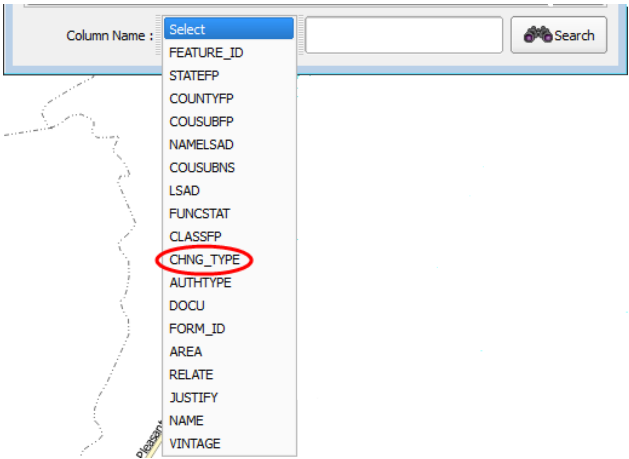 Column Name :
Select
Search
FEATURE_ID
STATEFP
COUNTYFP
COUSUBFP
NAMELSAD
COUSUBNS
LSAD
FUNCSTAT
CLASSFP
CHNG_TYPE
AUTHTYPE
DOCU
FORM_ID
AREA
RELATE
JUSTIFY
NAME
VINTAGE
Pleasant